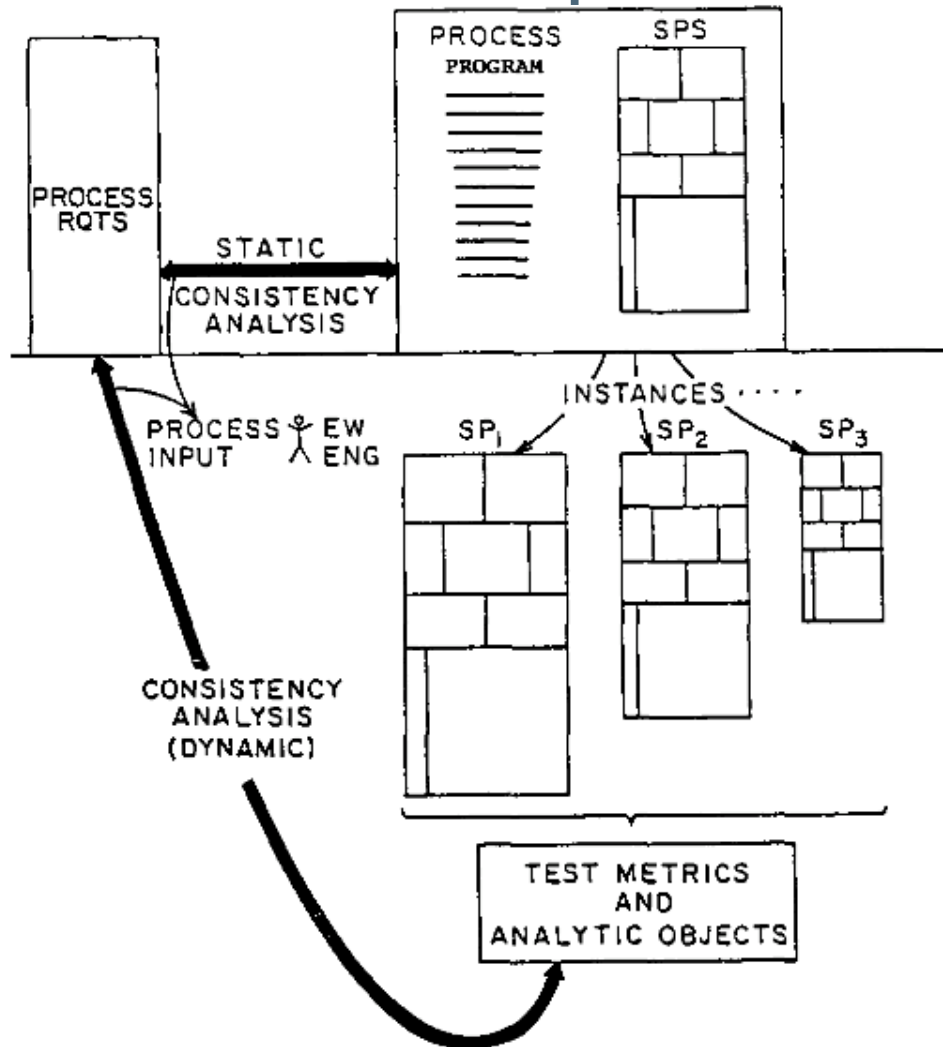 PROCESS
PROGRAM
SPS
PROCESS
RQTS
STATIC
CONSISTENCY
ANALYSIS
INSTANCES ....
PROCESS
INPUT
EW
ENG
SP₁
SP₂
SP₃
CONSISTENCY
ANALYSIS
(DYNAMIC)
TEST METRICS
AND
ANALYTIC OBJECTS